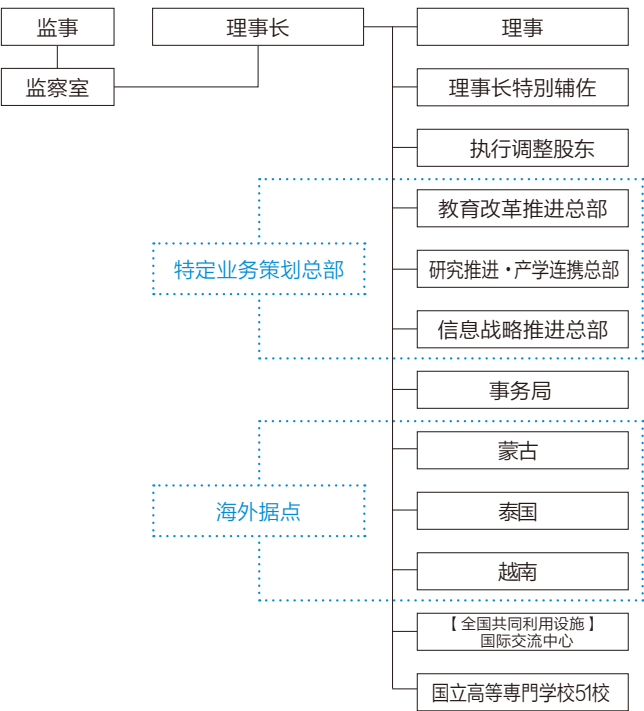 监事
理事长
理事
监察室
理事长特別辅佐
执行调整股东
教育改革推进总部
特定业务策划总部
研究推进・产学连携总部
信息战略推进总部
事务局
蒙古
海外据点
泰国
越南
【 全国共同利用设施 】
国际交流中心
国立高等専門学校51校